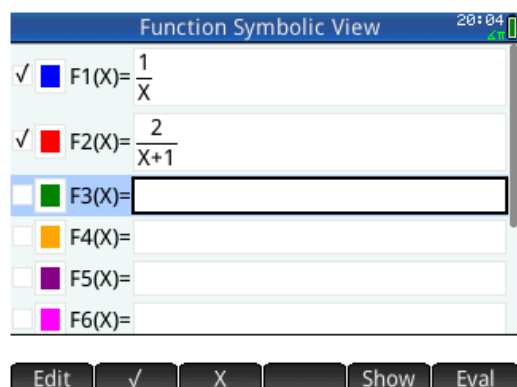 Function Symbolic View 20:04
∡π
√ F1(X)= 1/X
√ F2(X)= 2/(X+1)
F3(X)=
F4(X)=
F5(X)=
F6(X)=
Edit √ X Show Eval